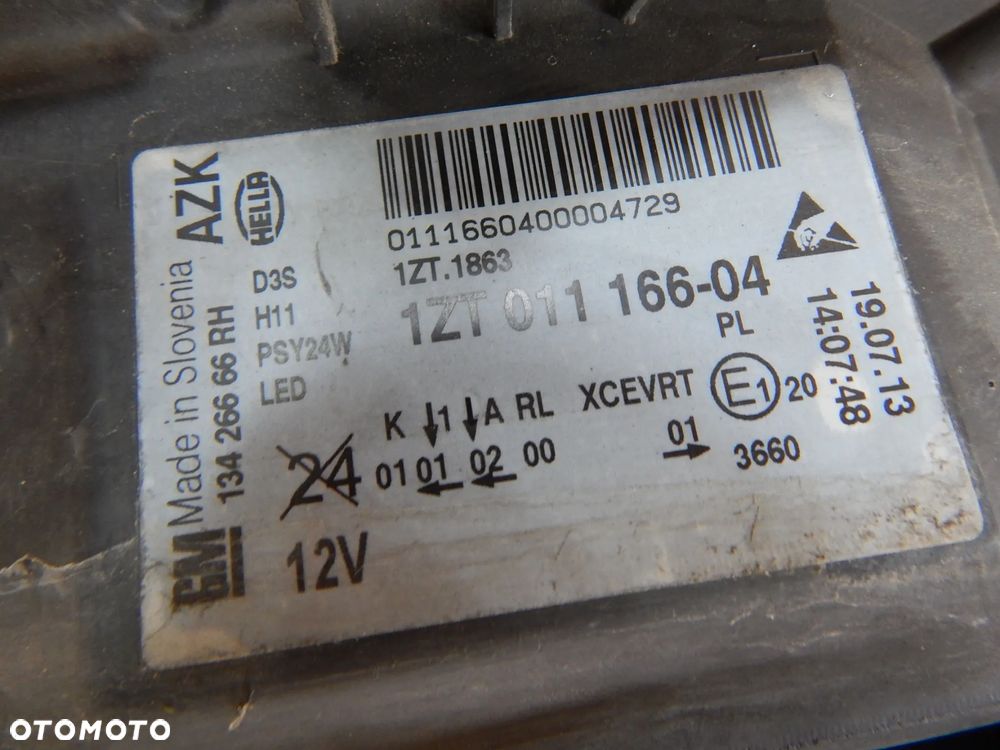 GM Made in Slovenia AZK
134 266 66 RH
HELLA
D3S
H11
PSY24W
LED
0111660400004729
1ZT.1863
1ZT 011 166-04
PL
19.07.13
14:07:48
K 1 A RL XCEVRT E1 20
24 01 01 02 00 01 3660
12V
OTOMOTO